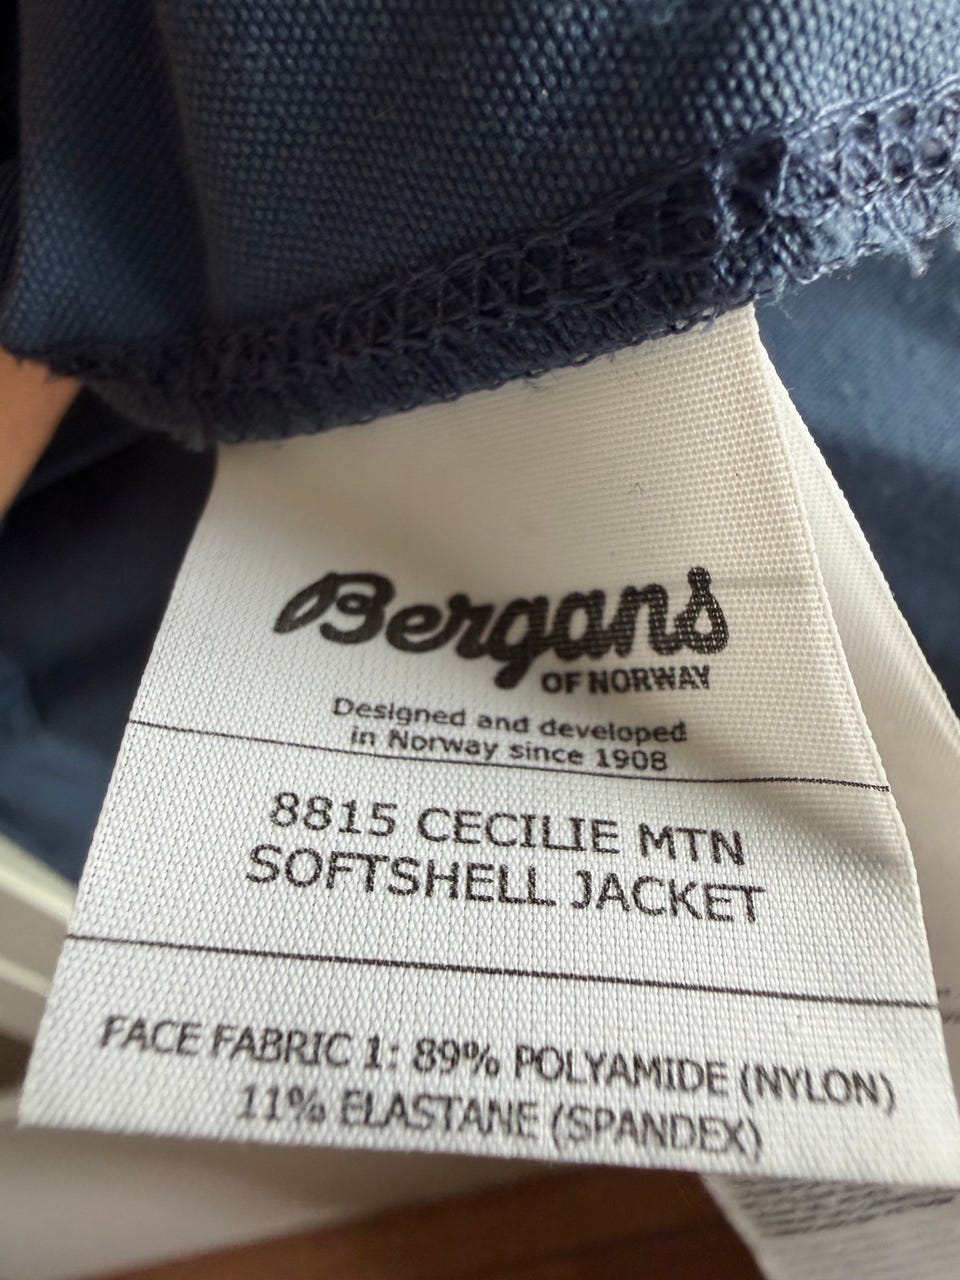 Bergans
OF NORWAY
Designed and developed
in Norway since 1908
8815 CECILIE MTN
SOFTSHELL JACKET
FACE FABRIC 1: 89% POLYAMIDE (NYLON)
11% ELASTANE (SPANDEX)